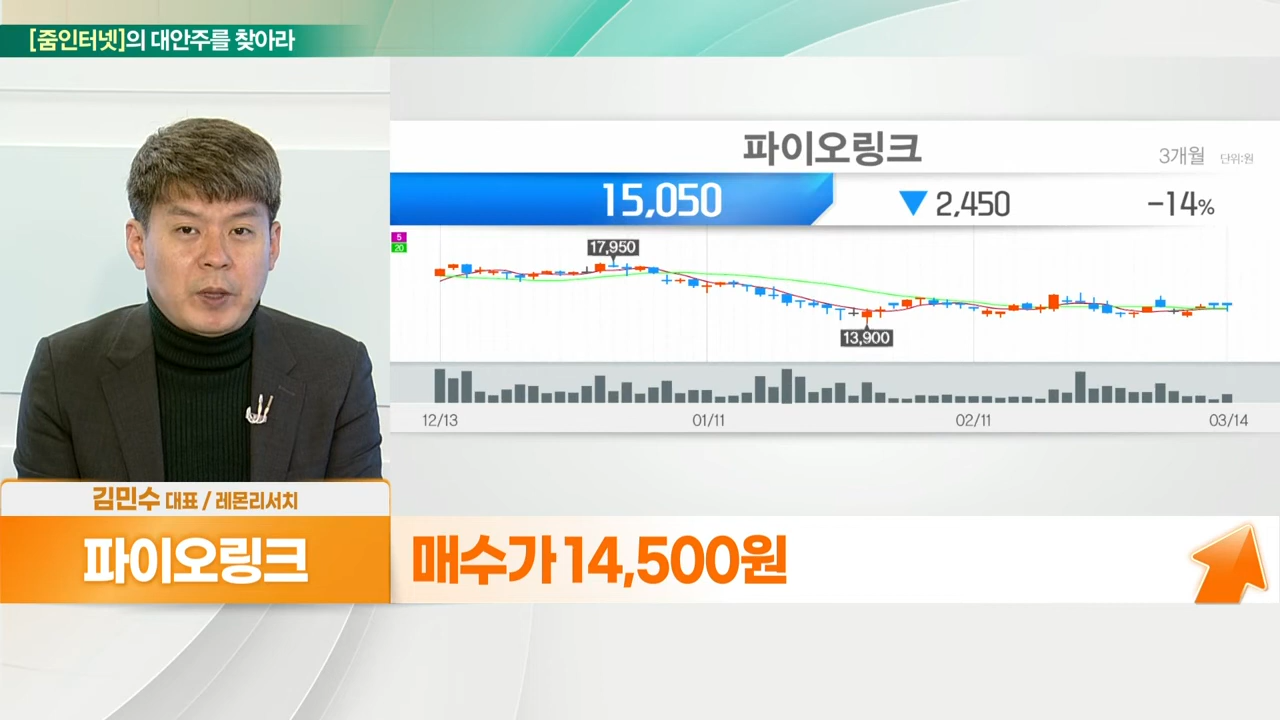 [줌인터넷]의 대안주를 찾아라
파이오링크
3개월 단위:원
15,050 ▼ 2,450 -14%
5
20
17,950
13,900
12/13 01/11 02/11 03/14
김민수 대표 / 레몬리서치
파이오링크
매수가 14,500원